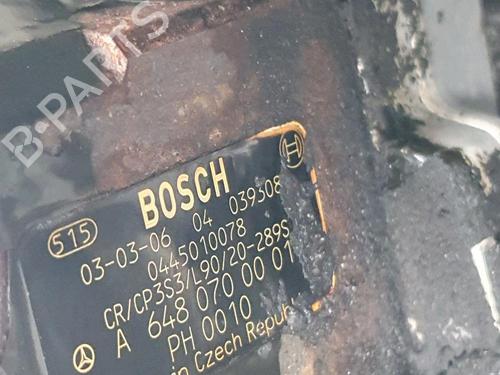 B-PARTS
BOSCH
515
03-03-06 04 039308
0445010078
CR/CP3S3/L90/20-289S
A 648 070 00 01
PH 0010
in Czech Republ